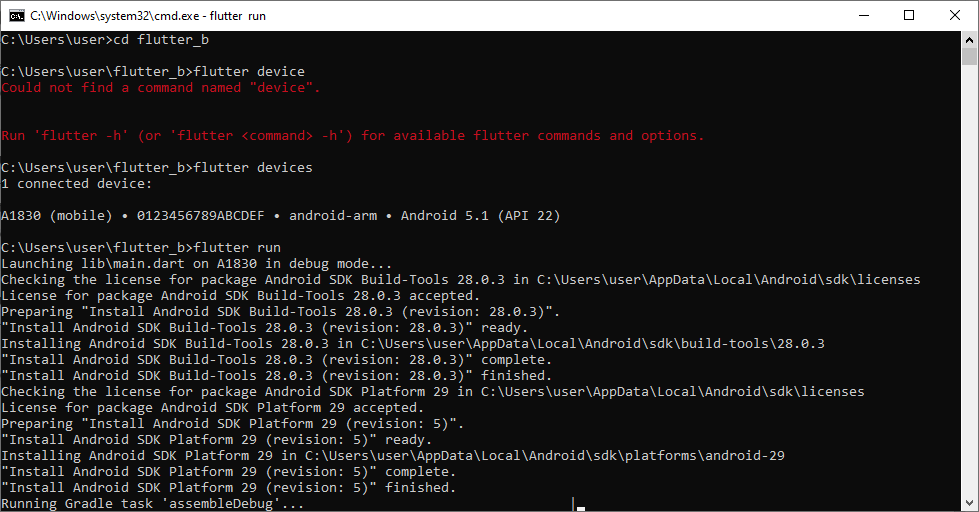 C:\Windows\system32\cmd.exe - flutter run
C:\Users\user>cd flutter_b
C:\Users\user\flutter_b>flutter device
Could not find a command named "device".
Run 'flutter -h' (or 'flutter <command> -h') for available flutter commands and options.
C:\Users\user\flutter_b>flutter devices
1 connected device:
A1830 (mobile) • 0123456789ABCDEF • android-arm • Android 5.1 (API 22)
C:\Users\user\flutter_b>flutter run
Launching lib\main.dart on A1830 in debug mode...
Checking the license for package Android SDK Build-Tools 28.0.3 in C:\Users\user\AppData\Local\Android\sdk\licenses
License for package Android SDK Build-Tools 28.0.3 accepted.
Preparing "Install Android SDK Build-Tools 28.0.3 (revision: 28.0.3)".
"Install Android SDK Build-Tools 28.0.3 (revision: 28.0.3)" ready.
Installing Android SDK Build-Tools 28.0.3 in C:\Users\user\AppData\Local\Android\sdk\build-tools\28.0.3
"Install Android SDK Build-Tools 28.0.3 (revision: 28.0.3)" complete.
"Install Android SDK Build-Tools 28.0.3 (revision: 28.0.3)" finished.
Checking the license for package Android SDK Platform 29 in C:\Users\user\AppData\Local\Android\sdk\licenses
License for package Android SDK Platform 29 accepted.
Preparing "Install Android SDK Platform 29 (revision: 5)".
"Install Android SDK Platform 29 (revision: 5)" ready.
Installing Android SDK Platform 29 in C:\Users\user\AppData\Local\Android\sdk\platforms\android-29
"Install Android SDK Platform 29 (revision: 5)" complete.
"Install Android SDK Platform 29 (revision: 5)" finished.
Running Gradle task 'assembleDebug'...